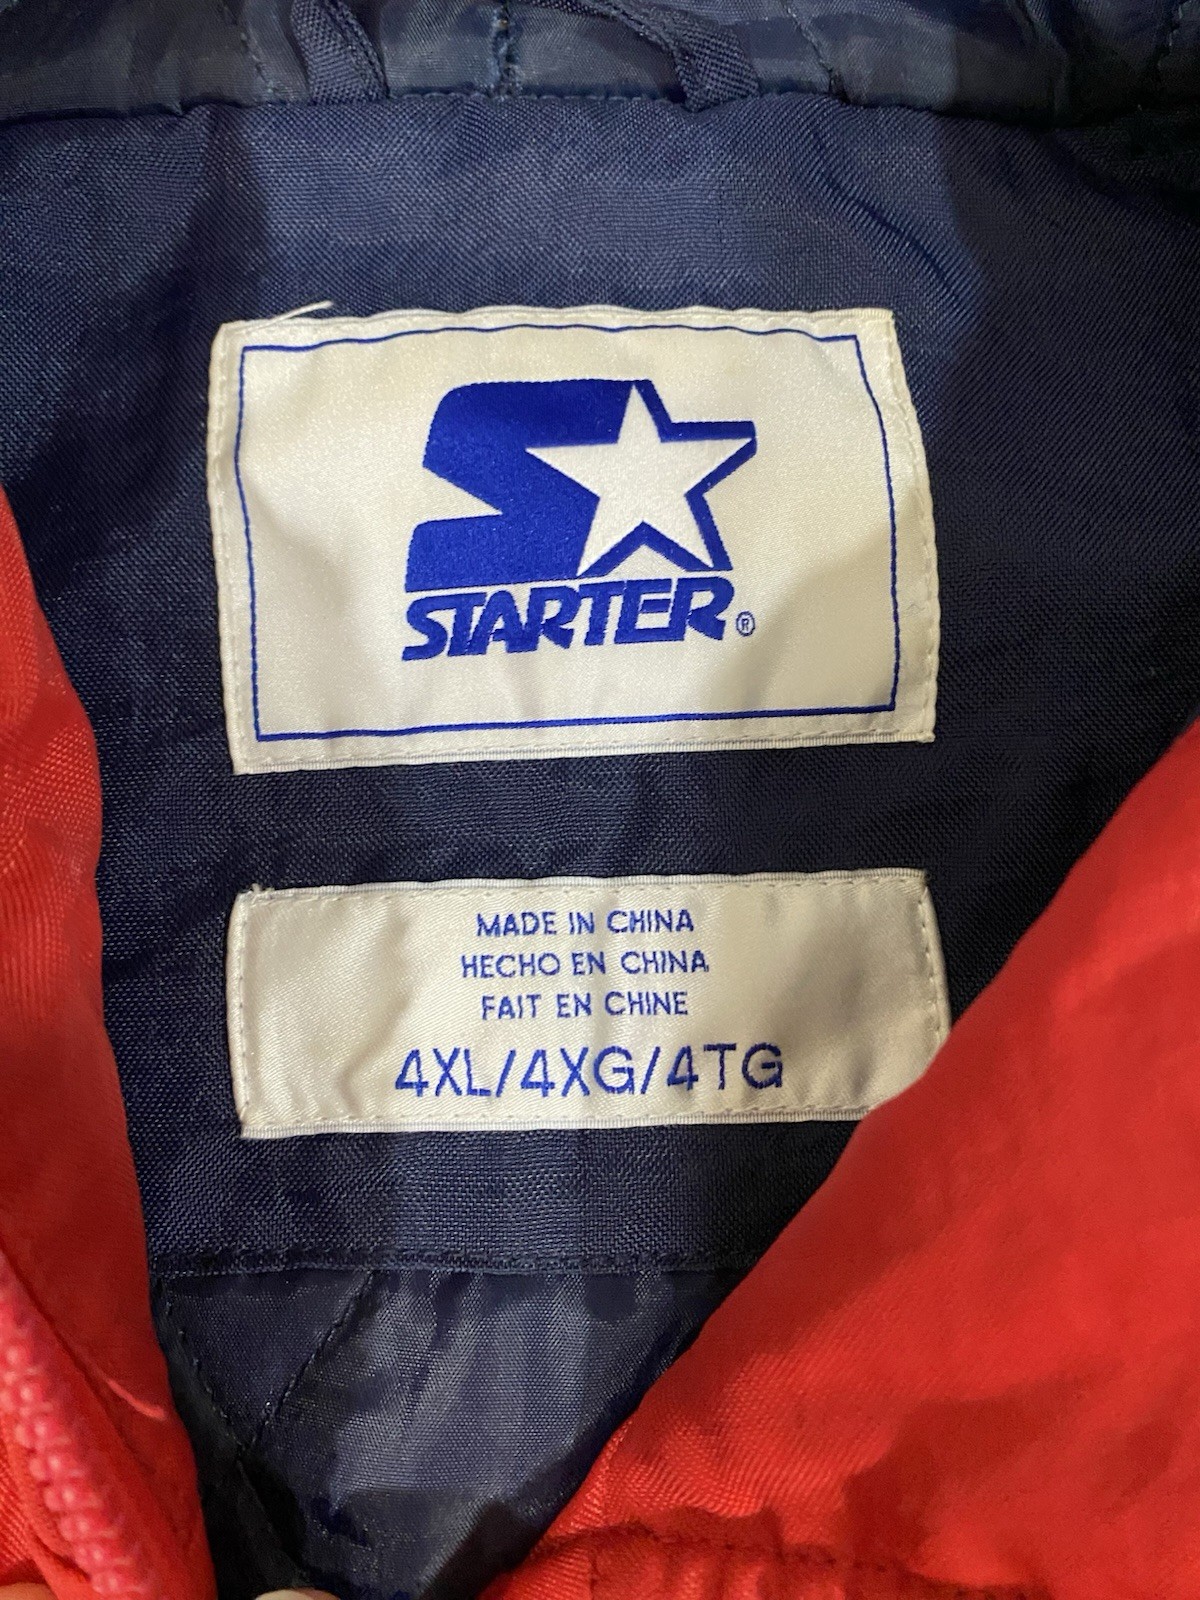 STARTER®
MADE IN CHINA
HECHO EN CHINA
FAIT EN CHINE
4XL/4XG/4TG